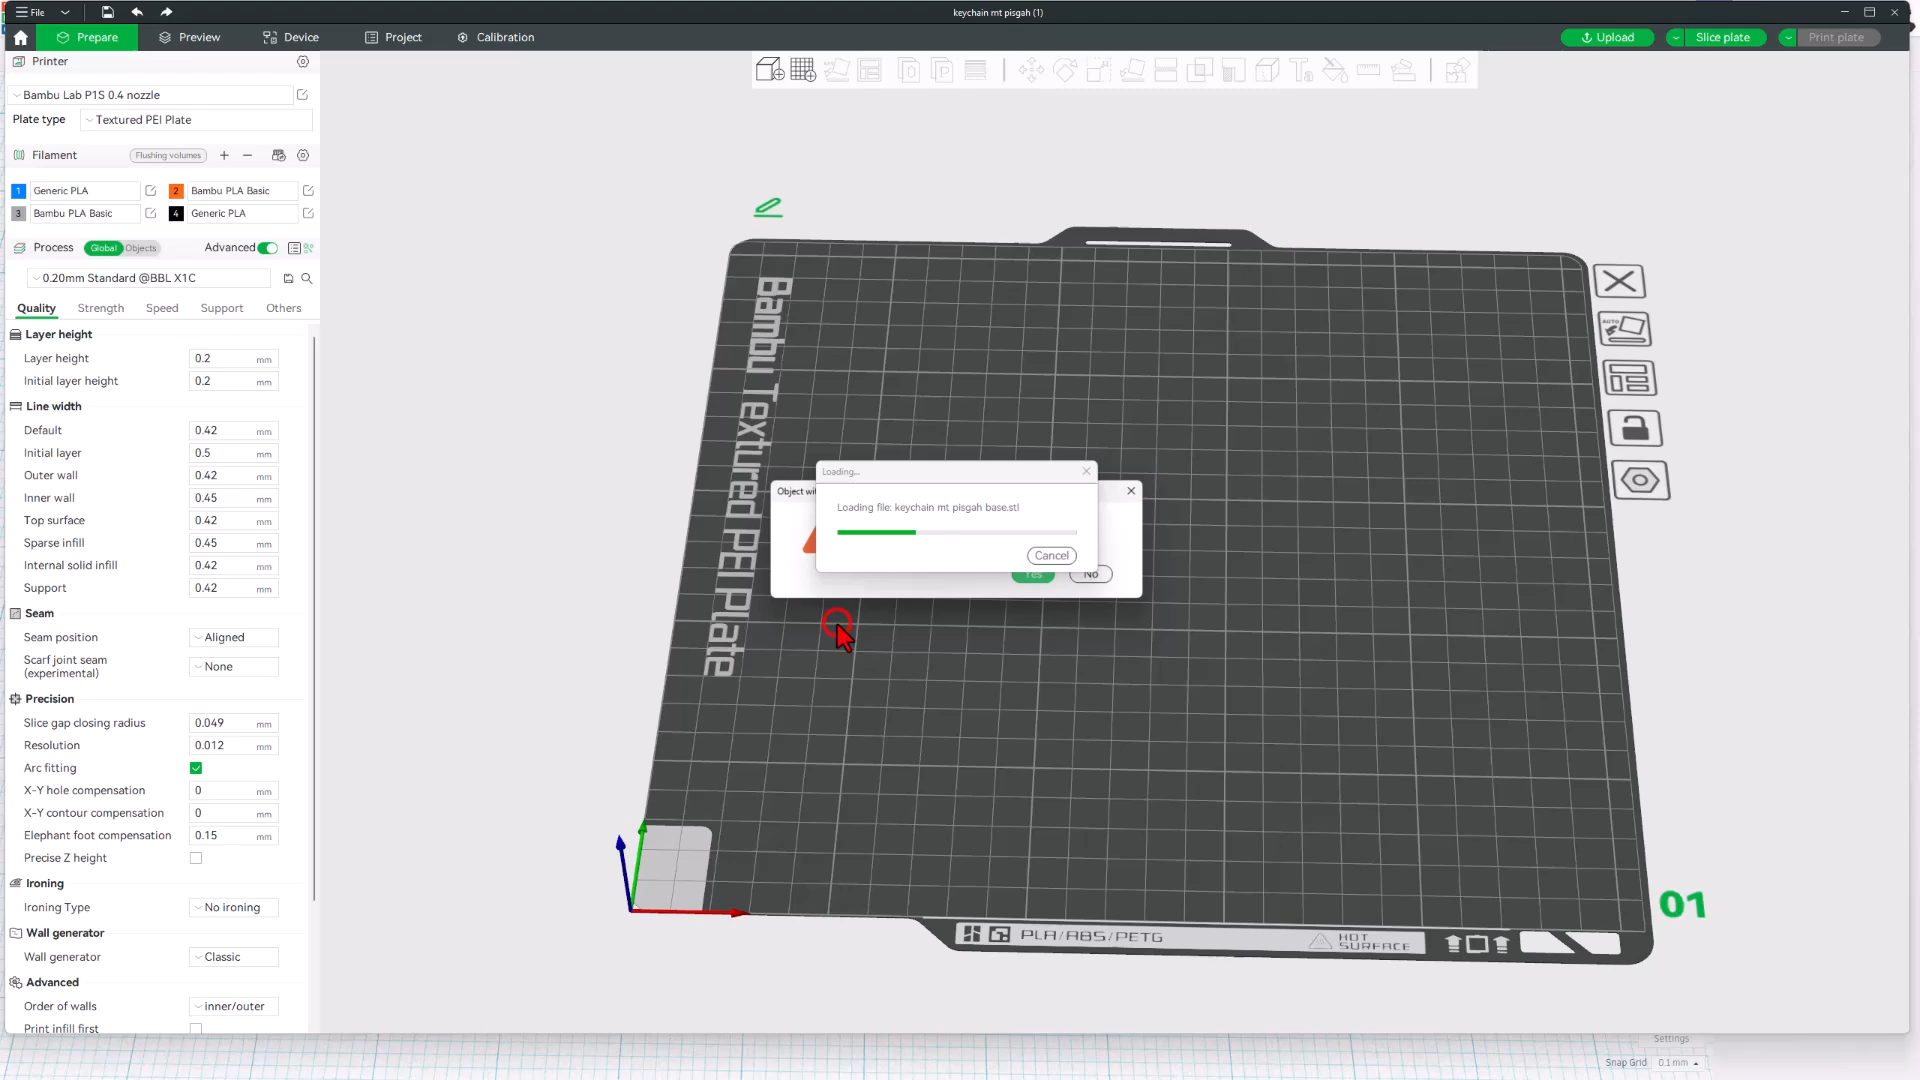 File
keychain mt pisgah (1)
Prepare
Preview
Device
Project
Calibration
Upload
Slice plate
Print plate
Printer
Bambu Lab P1S 0.4 nozzle
Plate type
Textured PEI Plate
Filament
Flushing volumes
1 Generic PLA
2 Bambu PLA Basic
3 Bambu PLA Basic
4 Generic PLA
Process
Global Objects
Advanced
0.20mm Standard @BBL X1C
Quality
Strength
Speed
Support
Others
Layer height
Layer height 0.2 mm
Initial layer height 0.2 mm
Line width
Default 0.42 mm
Initial layer 0.5 mm
Outer wall 0.42 mm
Inner wall 0.45 mm
Top surface 0.42 mm
Sparse infill 0.45 mm
Internal solid infill 0.42 mm
Support 0.42 mm
Seam
Seam position Aligned
Scarf joint seam
(experimental) None
Precision
Slice gap closing radius 0.049 mm
Resolution 0.012 mm
Arc fitting
X-Y hole compensation 0 mm
X-Y contour compensation 0 mm
Elephant foot compensation 0.15 mm
Precise Z height
Ironing
Ironing Type No ironing
Wall generator
Wall generator Classic
Advanced
Order of walls inner/outer
Print infill first
Bambu Textured PEI Plate
AUTO
Loading...
Object wi
Loading file: keychain mt pisgah base.stl
Cancel
Yes
No
01
PLA/ABS/PETG
HOT
SURFACE
Settings
Snap Grid 0.1 mm